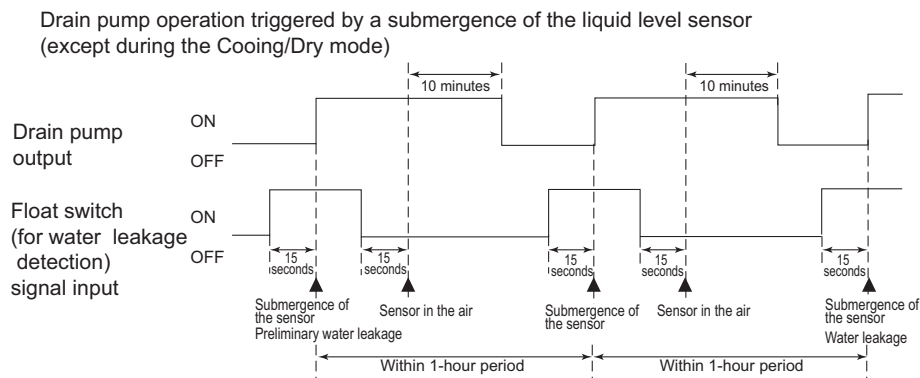 Drain pump operation triggered by a submergence of the liquid level sensor
(except during the Cooing/Dry mode)
10 minutes
10 minutes
Drain pump
output
ON
OFF
Float switch
(for water leakage
detection)
signal input
ON
OFF
15
seconds
15
seconds
15
seconds
15
seconds
15
seconds
Submergence of
the sensor
Preliminary water leakage
Sensor in the air
Submergence of
the sensor
Sensor in the air
Submergence of
the sensor
Water leakage
Within 1-hour period
Within 1-hour period